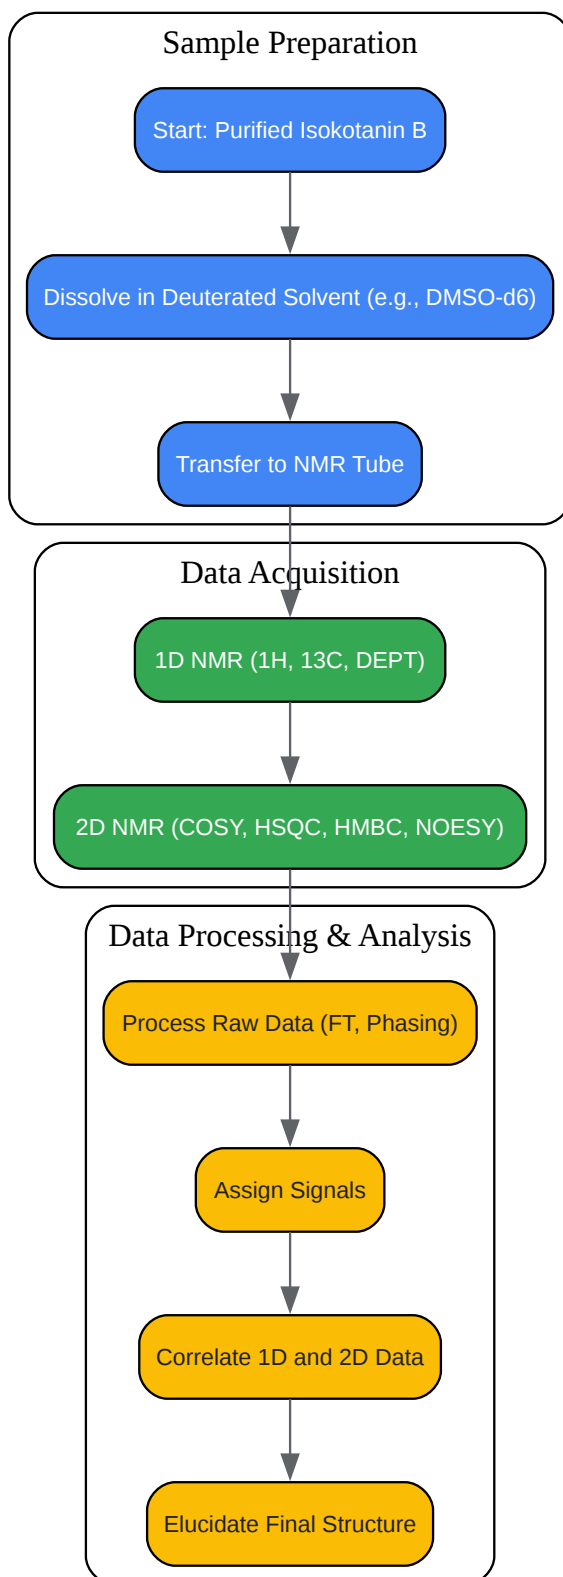 Sample Preparation
Start: Purified Isokotanin B
Dissolve in Deuterated Solvent (e.g., DMSO-d6)
Transfer to NMR Tube
Data Acquisition
1D NMR (1H, 13C, DEPT)
2D NMR (COSY, HSQC, HMBC, NOESY)
Data Processing & Analysis
Process Raw Data (FT, Phasing)
Assign Signals
Correlate 1D and 2D Data
Elucidate Final Structure